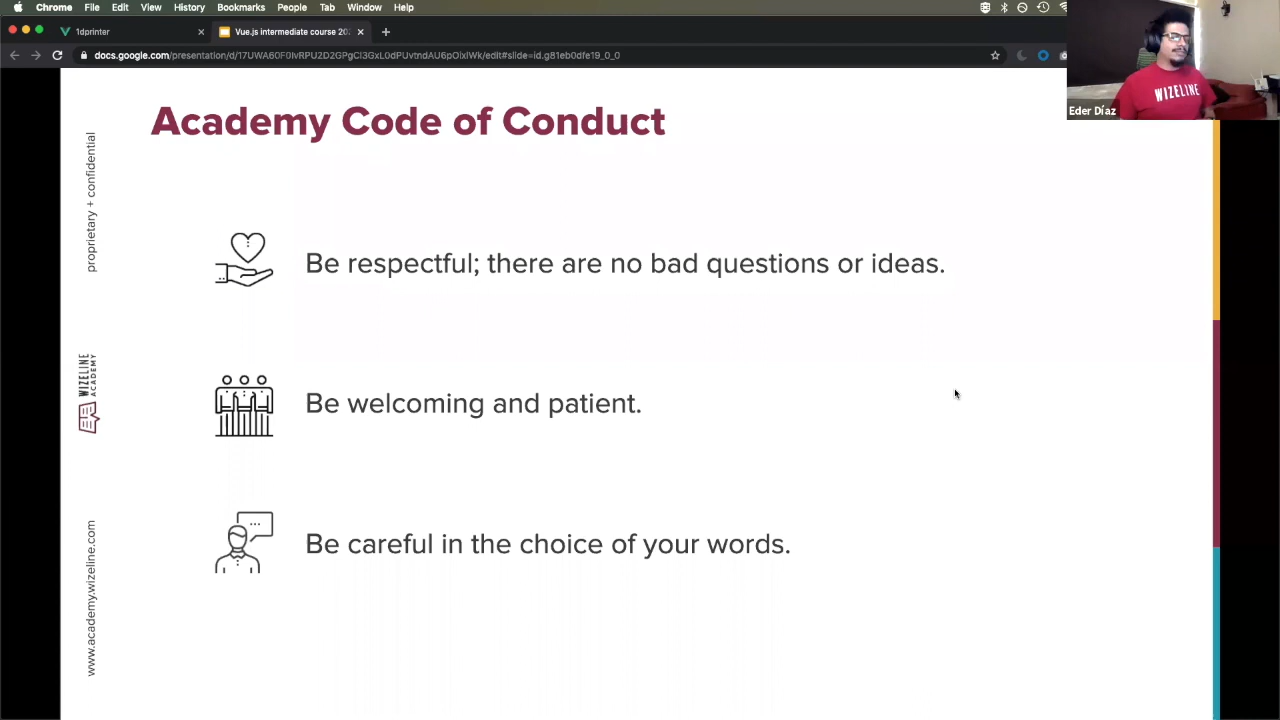 Chrome File Edit View History Bookmarks People Tab Window Help
1dprinter
Vue.js intermediate course 202
Eder Díaz
WIZELINE
Academy Code of Conduct
proprietary + confidential
Be respectful; there are no bad questions or ideas.
Be welcoming and patient.
WIZELINE
ACADEMY
Be careful in the choice of your words.
www.academy.wizeline.com